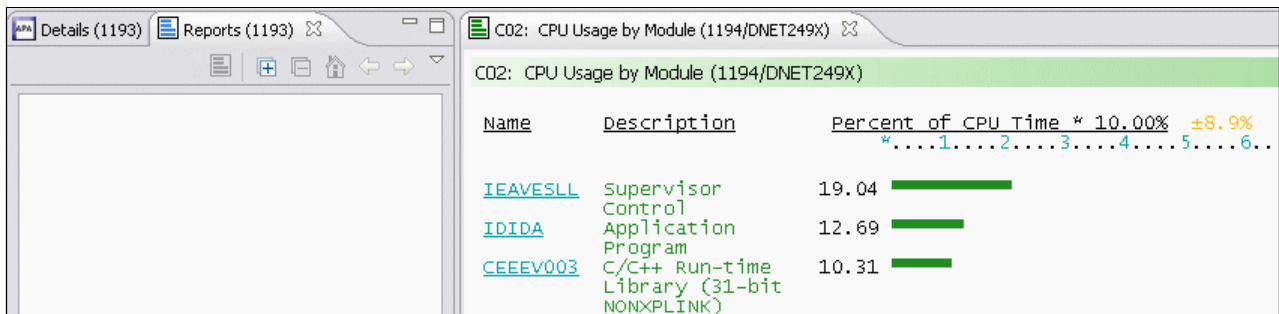 APA Details (1193) Reports (1193)
C02: CPU Usage by Module (1194/DNET249X)
C02: CPU Usage by Module (1194/DNET249X)
Name Description Percent of CPU Time * 10.00% ±8.9%
*....1....2....3....4....5....6..
IEAVESLL Supervisor 19.04
Control
IDIDA Application 12.69
Program
CEEEV003 C/C++ Run-time 10.31
Library (31-bit
NONXPLINK)